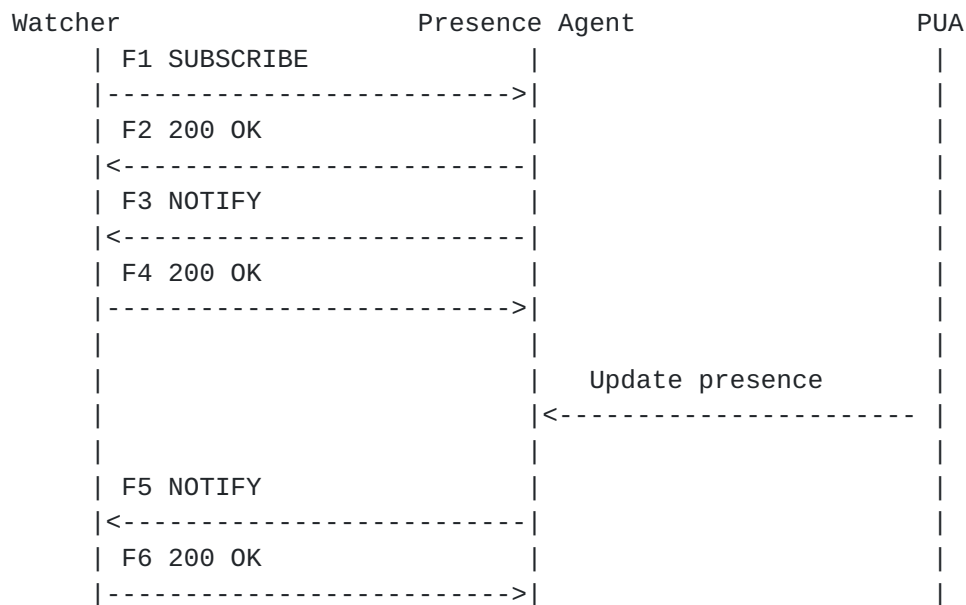 Watcher Presence Agent PUA
| F1 SUBSCRIBE | |
|-------------------------->| |
| F2 200 OK | |
|<--------------------------| |
| F3 NOTIFY | |
|<--------------------------| |
| F4 200 OK | |
|-------------------------->| |
| | |
| | Update presence |
| |<----------------------- |
| | |
| F5 NOTIFY | |
|<--------------------------| |
| F6 200 OK | |
|-------------------------->| |